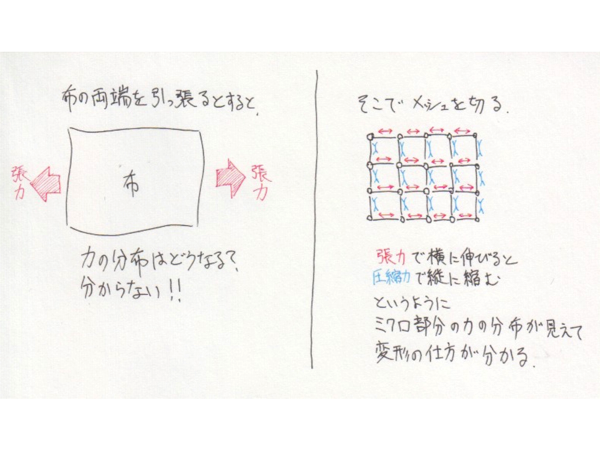 布の両端を引っ張るとすると、
張力
布
張力
力の分布はどうなる?
分からない!!
そこでメッシュを切る.
張力で横に伸びると
圧縮力で縦に縮む
というように
ミクロ部分の力の分布が見えて
変形の仕方が分かる.